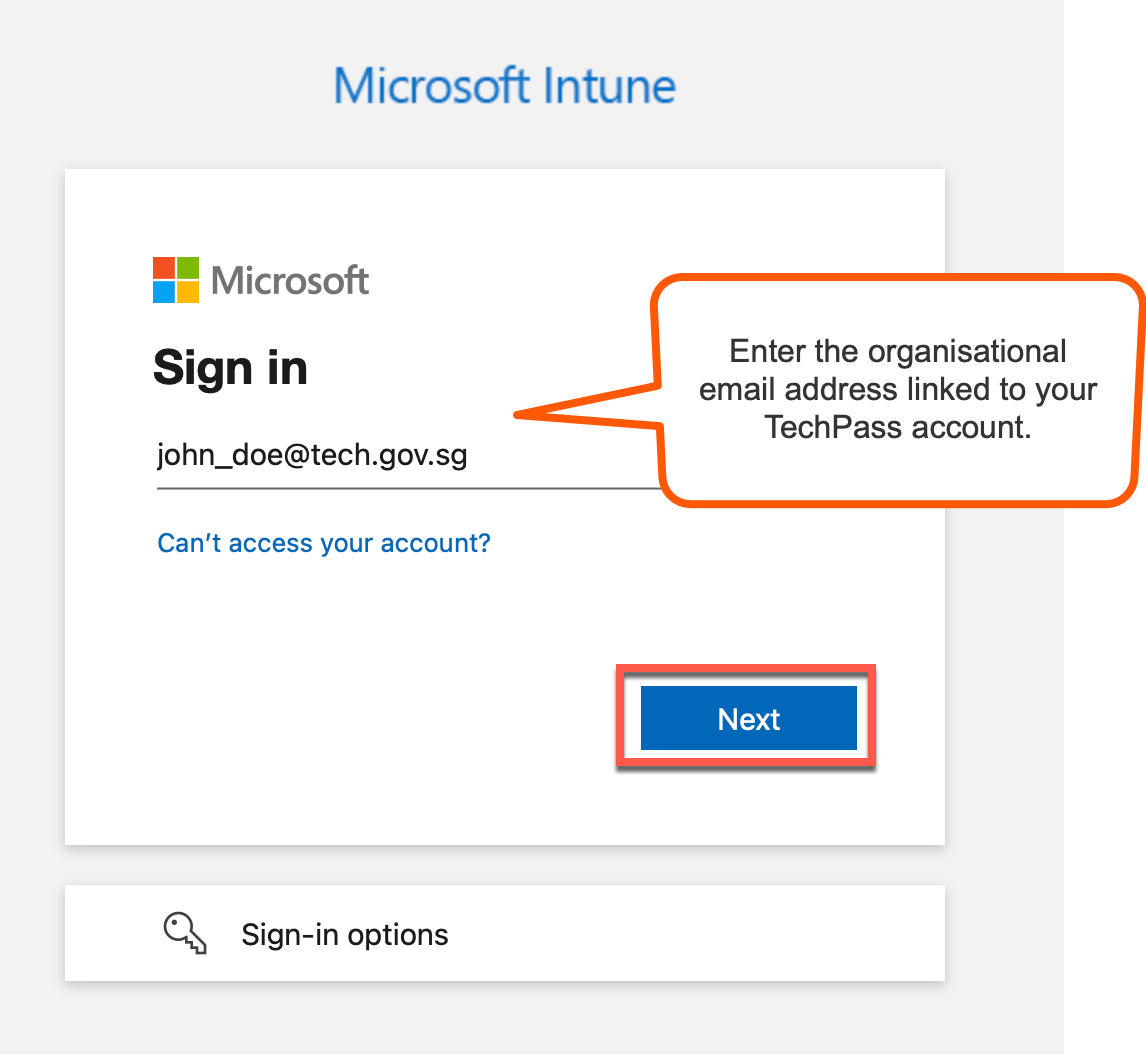 Microsoft Intune
Microsoft
Sign in
Enter the organisational
email address linked to your
TechPass account.
john_doe@tech.gov.sg
Can't access your account?
Next
Sign-in options